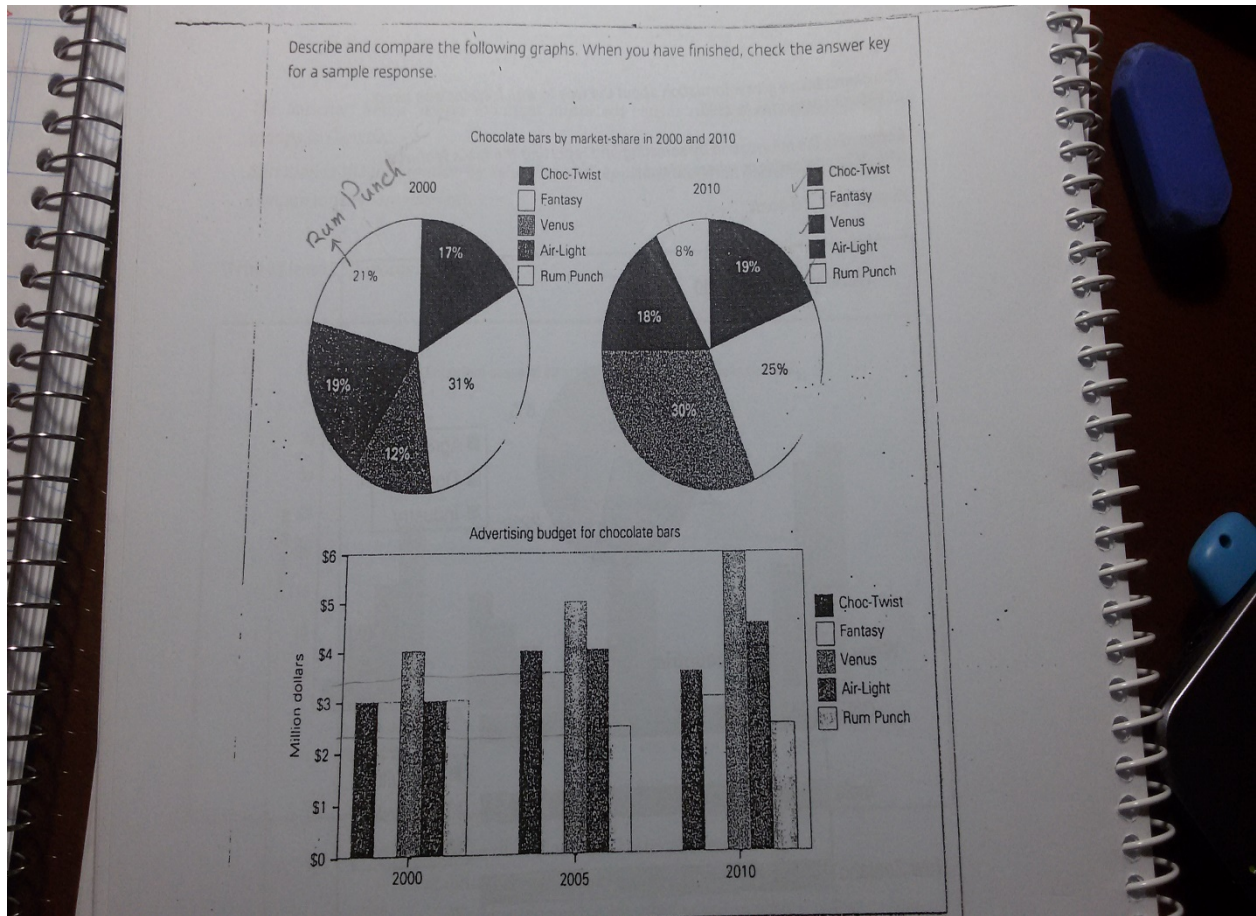 Describe and compare the following graphs. When you have finished, check the answer key
for a sample response.
Chocolate bars by market-share in 2000 and 2010
Rum Punch
2000
Choc-Twist
Fantasy
Venus
Air-Light
Rum Punch
17%
31%
12%
19%
21%
2010
Choc-Twist
Fantasy
Venus
Air-Light
Rum Punch
19%
25%
30%
18%
8%
Advertising budget for chocolate bars
Million dollars
$6
$5
$4
$3
$2
$1
$0
2000
2005
2010
Choc-Twist
Fantasy
Venus
Air-Light
Rum Punch